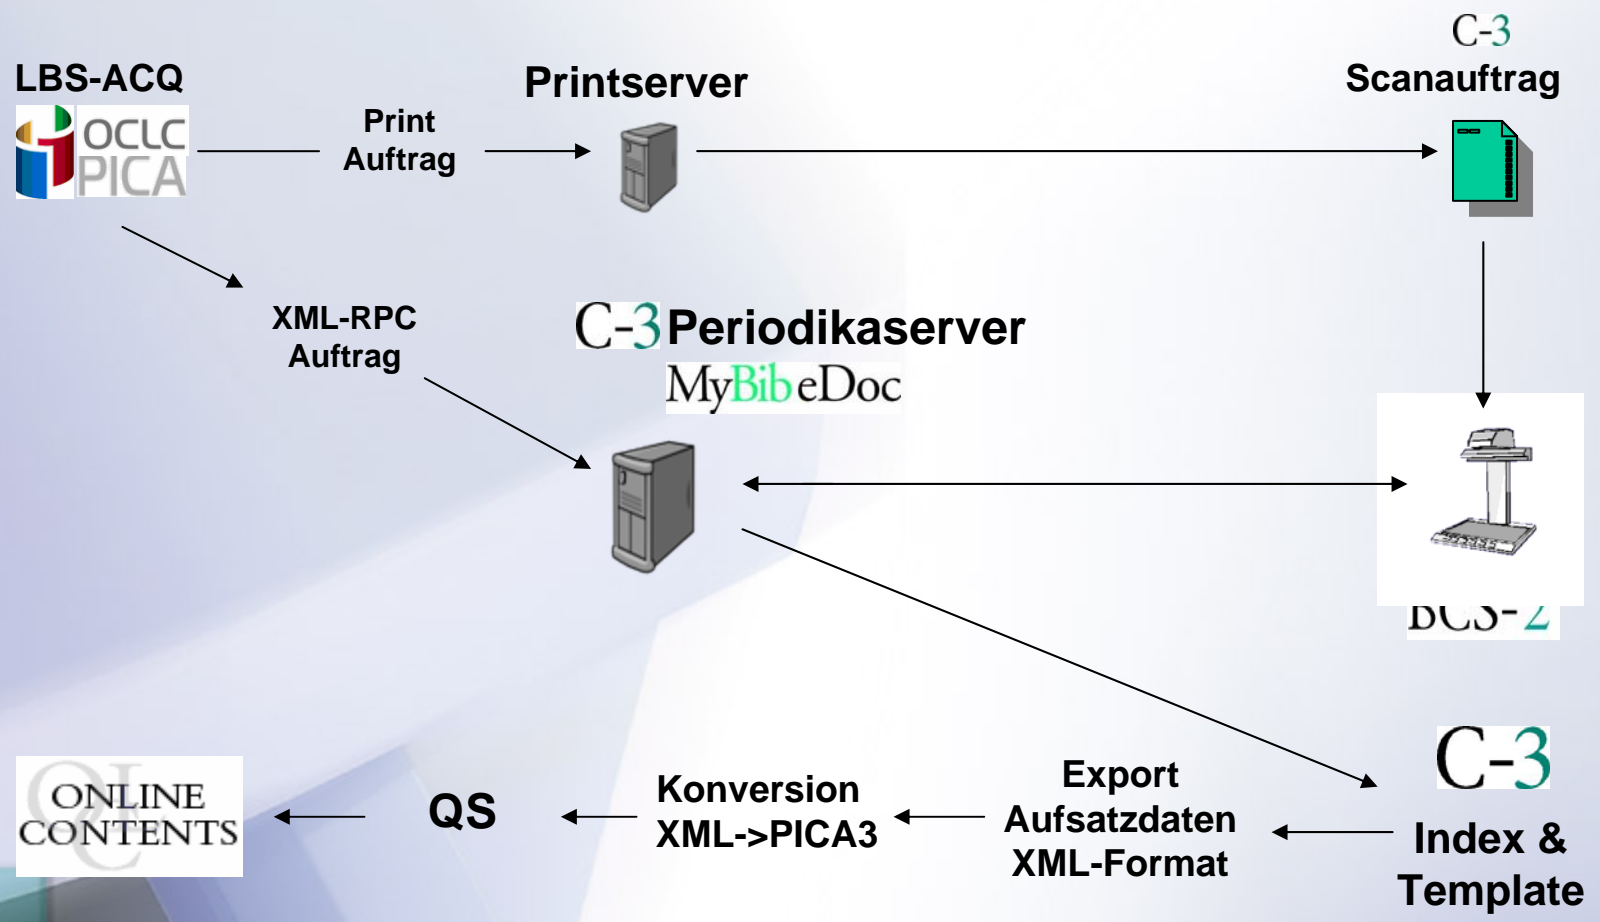 C-3
LBS-ACQ
Printserver
Scanauftrag
OCLC
PICA
Print
Auftrag
XML-RPC
Auftrag
C-3 Periodikaserver
MyBib eDoc
BCS-2
C-3
Index &
Template
Export
Aufsatzdaten
XML-Format
Konversion
XML->PICA3
QS
ONLINE
CONTENTS